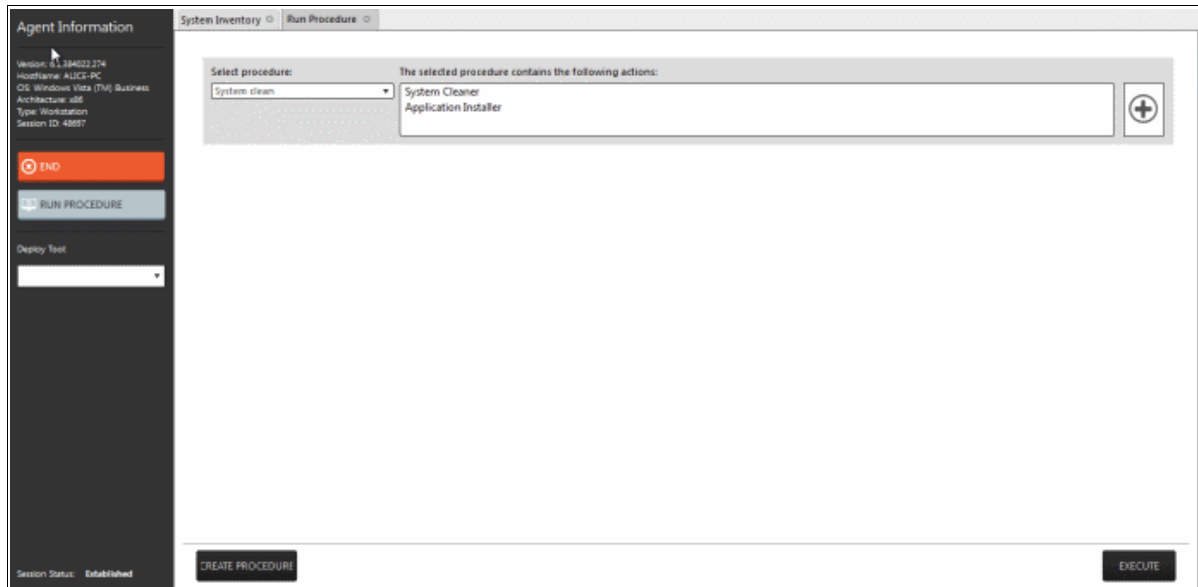 Agent Information
Version: 6.1.384022.274
HostName: ALICE-PC
OS: Windows Vista (TM) Business
Architecture: x86
Type: Workstation
Session ID: 48697
END
RUN PROCEDURE
Deploy Tool
Session Status: Established
System Inventory
Run Procedure
Select procedure:
System clean
The selected procedure contains the following actions:
System Cleaner
Application Installer
CREATE PROCEDURE
EXECUTE